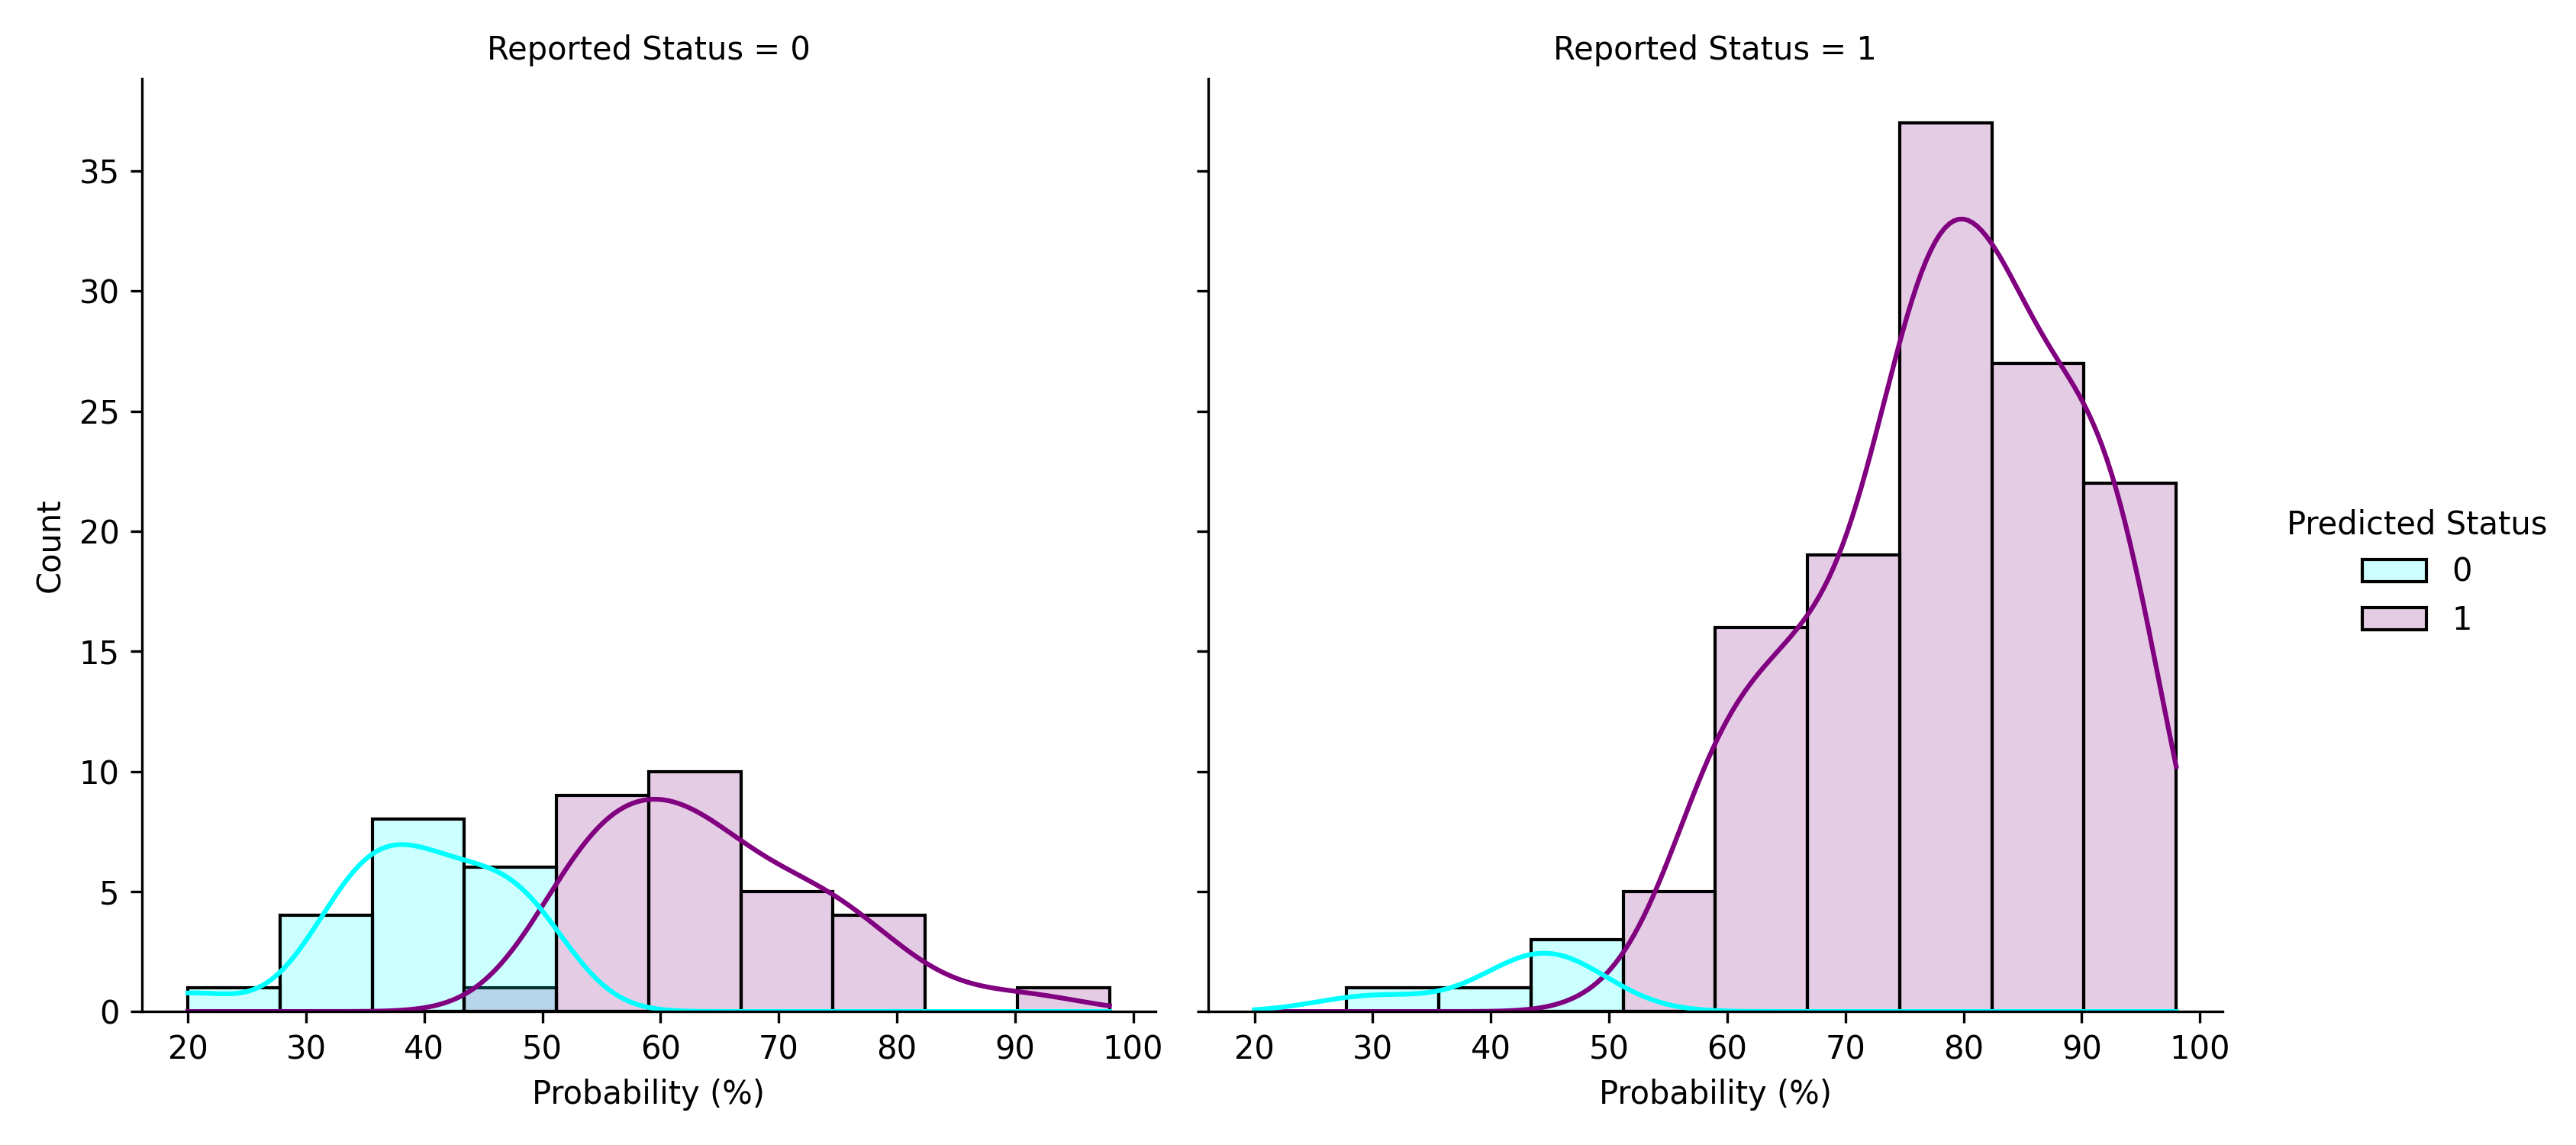 Reported Status = 0
Reported Status = 1
35
30
25
20
15
10
5
0
Count
20 30 40 50 60 70 80 90 100
20 30 40 50 60 70 80 90 100
Probability (%)
Probability (%)
Predicted Status
0
1